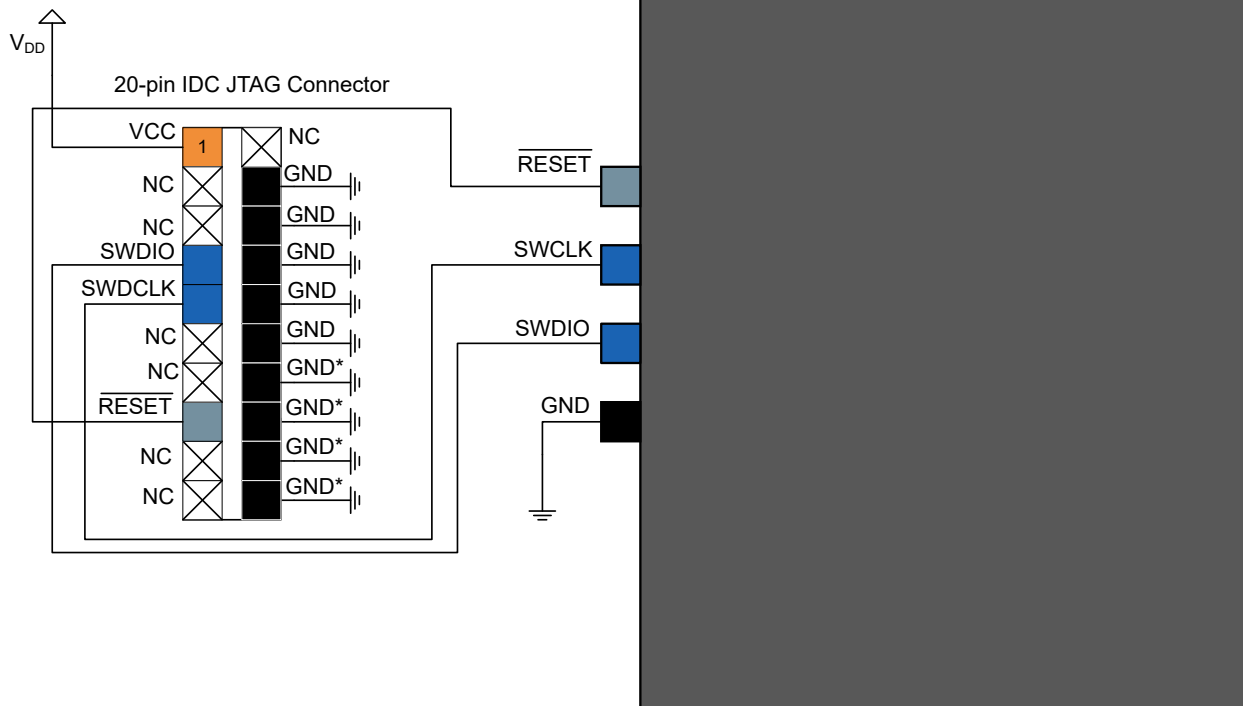 VDD
20-pin IDC JTAG Connector
VCC
1
NC
NC
GND
NC
GND
SWDIO
GND
SWDCLK
GND
NC
GND
NC
GND*
RESET
GND*
NC
GND*
NC
GND*
RESET
SWCLK
SWDIO
GND